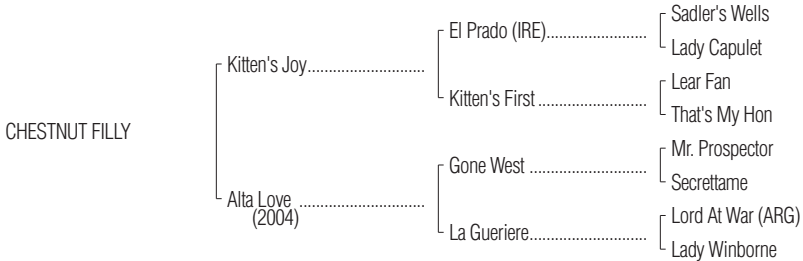 Sadler's Wells
El Prado (IRE)........................
Lady Capulet
Kitten's Joy............................
Lear Fan
Kitten's First ..........................
That's My Hon
CHESTNUT FILLY
Mr. Prospector
Gone West ............................
Secrettame
Alta Love ..............................
(2004)
Lord At War (ARG)
La Gueriere............................
Lady Winborne